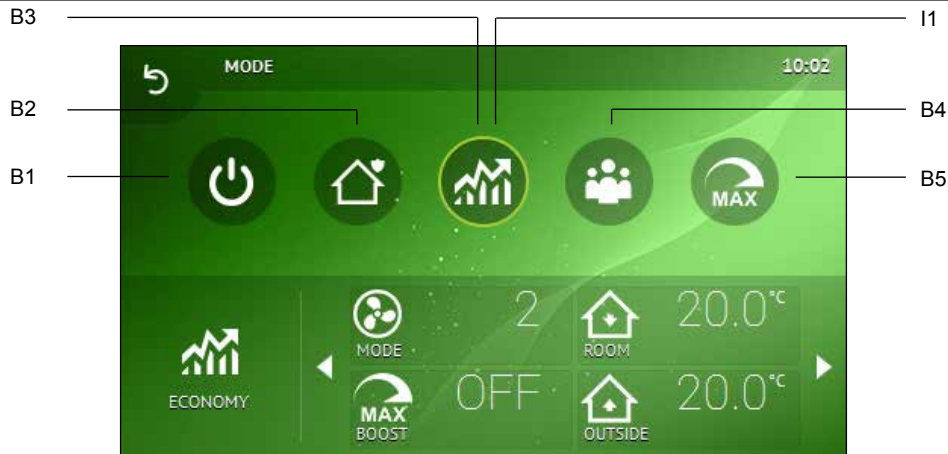 B3 I1
MODE 10:02
B2 B4
B1 B5
MAX
2 20.0°C
MODE ROOM
ECONOMY
OFF 20.0°C
MAX
BOOST OUTSIDE